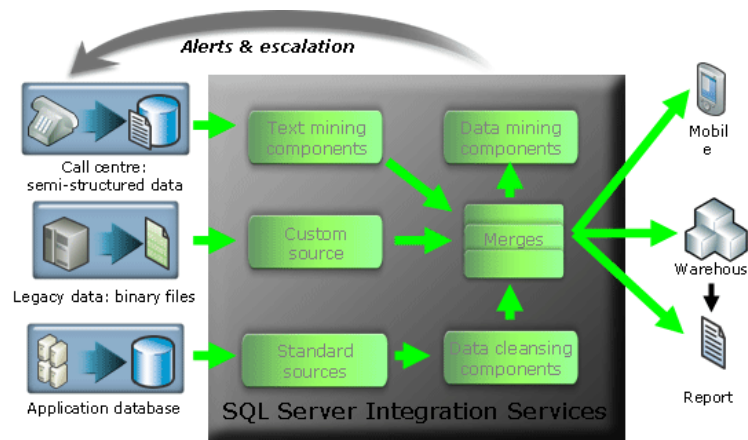 Alerts & escalation
Call centre:
semi-structured data
Text mining
components
Data mining
components
Mobil
e
Legacy data: binary files
Custom
source
Merges
Warehous
Application database
Standard
sources
Data cleansing
components
Report
SQL Server Integration Services